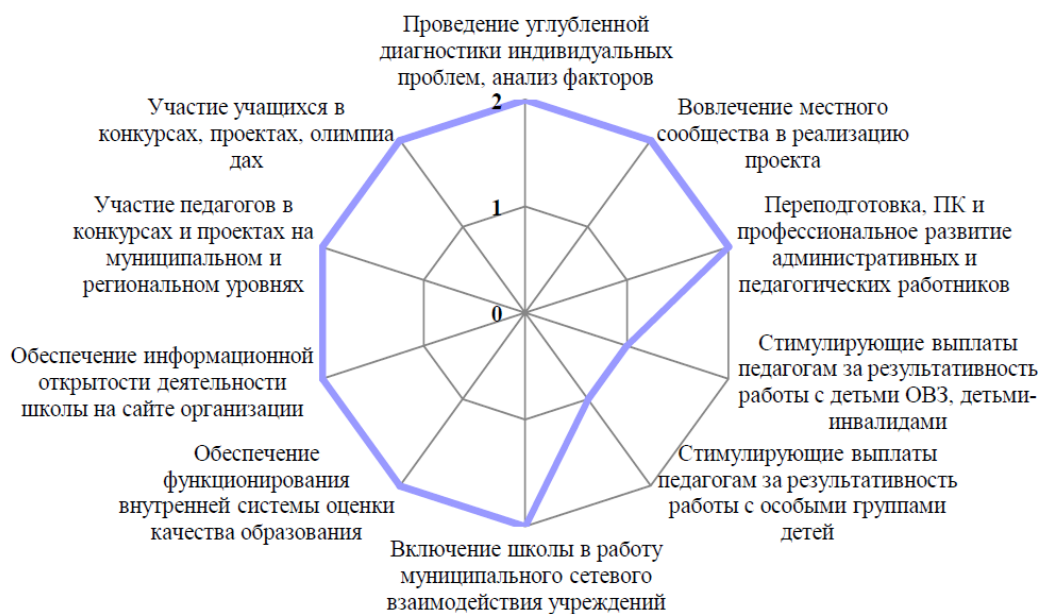 Проведение углубленной
диагностики индивидуальных
проблем, анализ факторов
Вовлечение местного
сообщества в реализацию
проекта
Переподготовка, ПК и
профессиональное развитие
административных и
педагогических работников
Стимулирующие выплаты
педагогам за результативность
работы с детьми ОВЗ, детьми-
инвалидами
Стимулирующие выплаты
педагогам за результативность
работы с особыми группами
детей
Включение школы в работу
муниципального сетевого
взаимодействия учреждений
Обеспечение
функционирования
внутренней системы оценки
качества образования
Обеспечение информационной
открытости деятельности
школы на сайте организации
Участие педагогов в
конкурсах и проектах на
муниципальном и
региональном уровнях
Участие учащихся в
конкурсах, проектах, олимпиа
дах
2
1
0